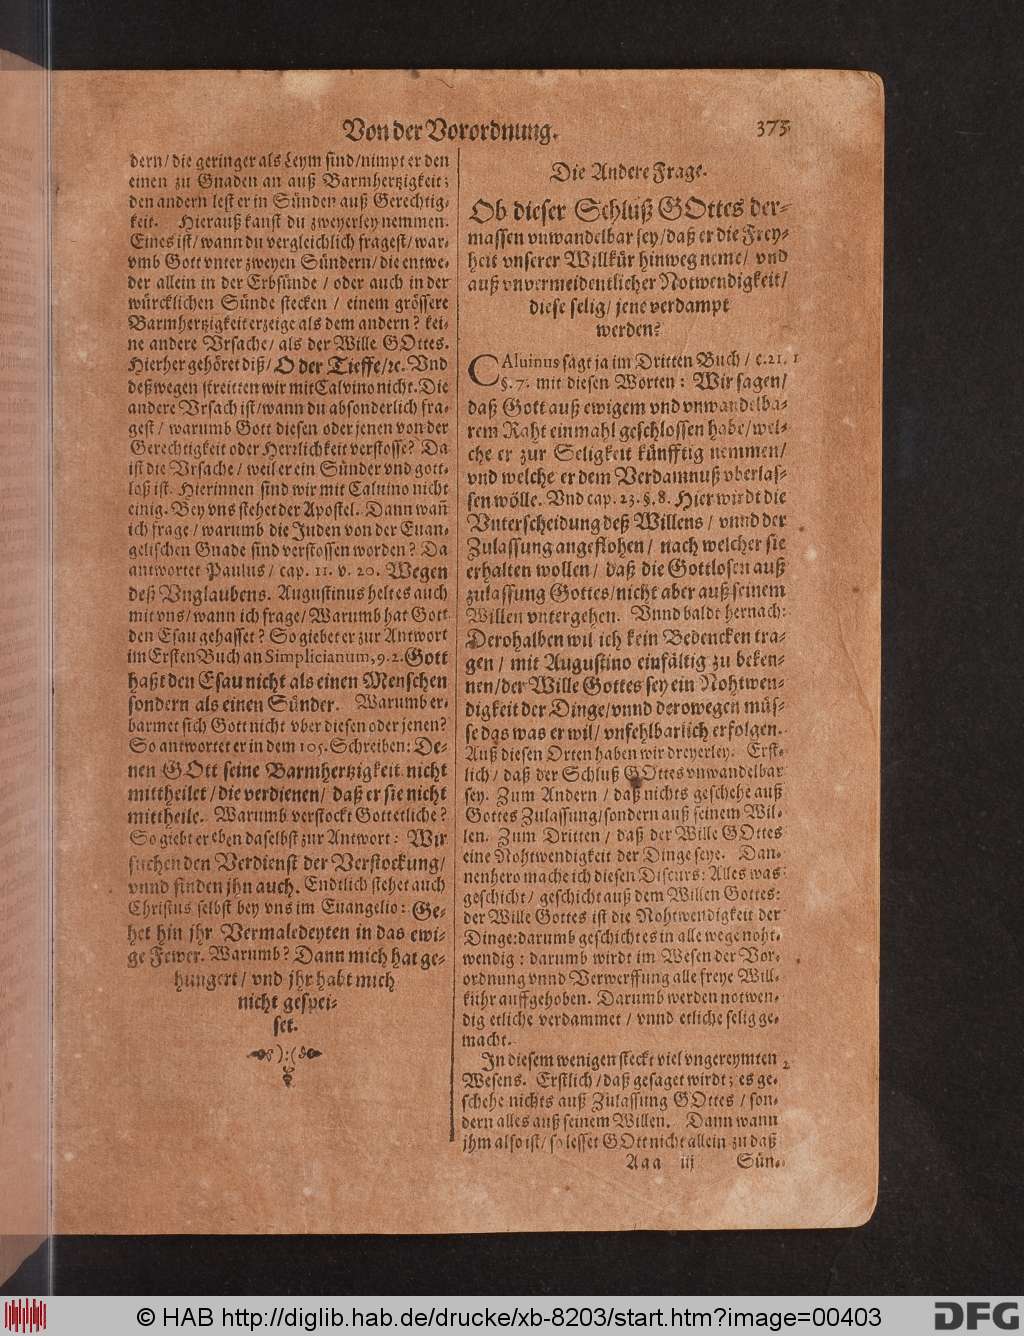 Von der Vorordnung.
375
dern/ die geringer als Leym sind/nimpt er den
einen zu Gnaden an auß Barmhertzigkeit;
den andern lest er in Sünden auß Gerechtig-
keit. Hierauß kanst du zweyerley nemmen.
Eines ist/ wann du vergleichlich fragest/ war-
vmb Gott vnter zweyen Sündern/ die entwe-
der allein in der Erbsünde / oder auch in der
würcklichen Sünde stecken / einem grössere
Barmhertzigkeit erzeige als dem andern? kei-
ne andere Vrsache/ als der Wille GOttes.
Hierher gehöret diß/ O der Tieffe/ ꝛc. Vnd
deßwegen streitten wir mit Calvino nicht. Die
andere Vrsach ist/wann du absonderlich fra-
gest / warumb Gott diesen oder jenen von der
Gerechtigkeit oder Herrlichkeit verstosse? Da
ist die Vrsache/ weil er ein Sünder vnd gott-
loß ist. Hierinnen sind wir mit Caluino nicht
einig. Bey vns stehet der Apostel. Dann wañ
ich frage/ warumb die Juden von der Euan-
gelischen Gnade sind verstossen worden? Da
antwortet Paulus/ cap. 11. v. 20. Wegen
deß Vnglaubens. Augustinus helt es auch
mit vns/ wann ich frage/ Warumb hat Gott
den Esau gehasset? So giebet er zur Antwort
im Ersten Buch an Simplicianum, q. 2. Gott
haßt den Esau nicht als einen Menschen
sondern als einen Sünder. Warumb er-
barmet sich Gott nicht vber diesen oder jenen?
So antwortet er in dem 105. Schreiben: De-
nen GOtt seine Barmhertzigkeit nicht
mittheilet/ die verdienen/ daß er sie nicht
mittheile. Warumb verstockt Gott etliche?
So giebt er eben daselbst zur Antwort: Wir
suchen den Verdienst der Verstockung/
vnnd finden jhn auch. Endtlich stehet auch
Christus selbst bey vns im Euangelio: Ge-
het hin jhr Vermaledeyten in das ewi-
ge Fewer. Warumb? Dann mich hat ge-
hungert/ vnd jhr habt mich
nicht gespei-
set.
):(
Die Andere Frage.
Ob dieser Schluß GOttes der-
massen vnwandelbar sey/daß er die Frey-
heit vnserer Willkür hinweg neme/ vnd
auß vnvermeidentlicher Notwendigkeit/
diese selig/ jene verdampt
werden?
CAluinus sagt ja im Dritten Buch / c. 21. 1
§. 7. mit diesen Worten: Wir sagen/
daß Gott auß ewigem vnd vnwandelba-
rem Raht einmahl geschlossen habe/ wel-
che er zur Seligkeit künfftig nemmen/
vnd welche er dem Verdamnuß vberlas-
sen wölle. Vnd cap. 23. §. 8. Hier wirdt die
Vnterscheidung deß Willens / vnnd der
Zulassung angeflohen/ nach welcher sie
erhalten wollen/ daß die Gottlosen auß
zulassung Gottes/nicht aber auß seinem
Willen vntergehen. Vnnd baldt hernach:
Derohalben wil ich kein Bedencken tra-
gen / mit Augustino einfältig zu beken-
nen/der Wille Gottes sey ein Nohtwen-
digkeit der Dinge/vnnd derowegen müs-
se das was er wil/ vnfehlbarlich erfolgen.
Auß diesen Orten haben wir dreyerley. Erst-
lich/ daß der Schluß GOttes vnwandelbar
sey. Zum Andern / daß nichts geschehe auß
Gottes Zulassung/sondern auß seinem Wil-
len. Zum Dritten / daß der Wille GOttes
eine Nohtwendigkeit der Dinge seye. Dan-
nenhero mache ich diesen Discurs: Alles was
geschicht/ geschicht auß dem Willen Gottes:
der Wille Gottes ist die Nohtwendigkeit der
Dinge: darumb geschicht es in alle wege noht-
wendig: darumb wirdt im Wesen der Vor-
ordnung vnnd Verwerffung alle freye Will-
kühr auffgehoben. Darumb werden notwen-
dig etliche verdammet / vnnd etliche selig ge-
macht.
In diesem wenigen steckt viel vngereymten 2
Wesens. Erstlich/ daß gesaget wirdt; es ge-
schehe nichts auß Zulassung GOttes / son-
dern alles auß seinem Willen. Dann wann
jhm also ist/ so lesset GOtt nicht allein zu daß
Aaa iij Sün-
© HAB http://diglib.hab.de/drucke/xb-8203/start.htm?image=00403
DFG